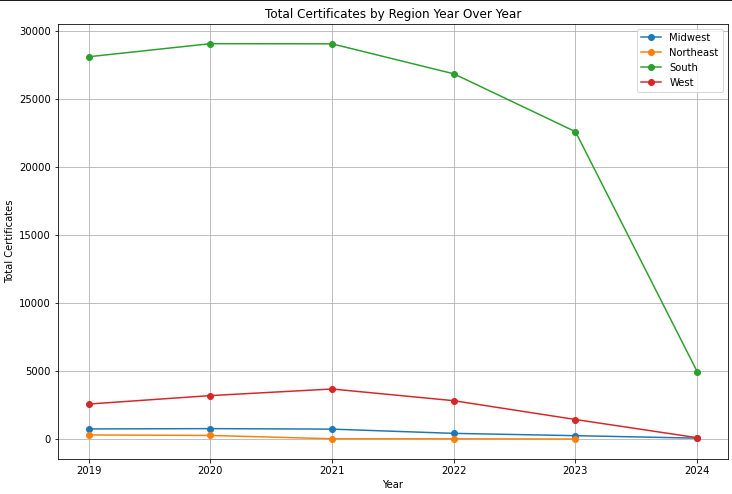 Total Certificates by Region Year Over Year
Midwest
Northeast
South
West
Total Certificates
30000
25000
20000
15000
10000
5000
0
2019 2020 2021 2022 2023 2024
Year